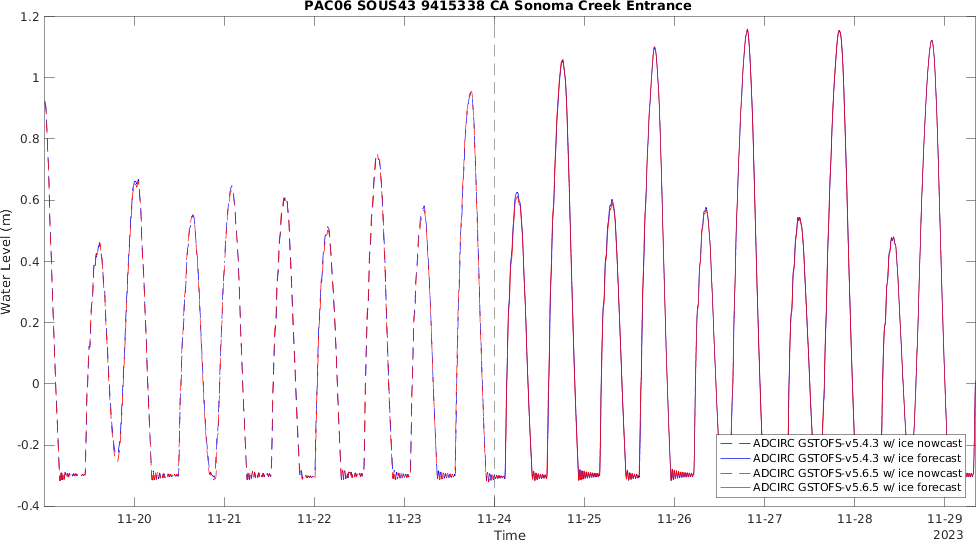 PAC06 SOUS43 9415338 CA Sonoma Creek Entrance
1.2
1
0.8
0.6
0.4
0.2
0
-0.2
-0.4
Water Level (m)
ADCIRC GSTOFS-v5.4.3 w/ ice nowcast
ADCIRC GSTOFS-v5.4.3 w/ ice forecast
ADCIRC GSTOFS-v5.6.5 w/ ice nowcast
ADCIRC GSTOFS-v5.6.5 w/ ice forecast
11-20 11-21 11-22 11-23 11-24 11-25 11-26 11-27 11-28 11-29
Time
2023